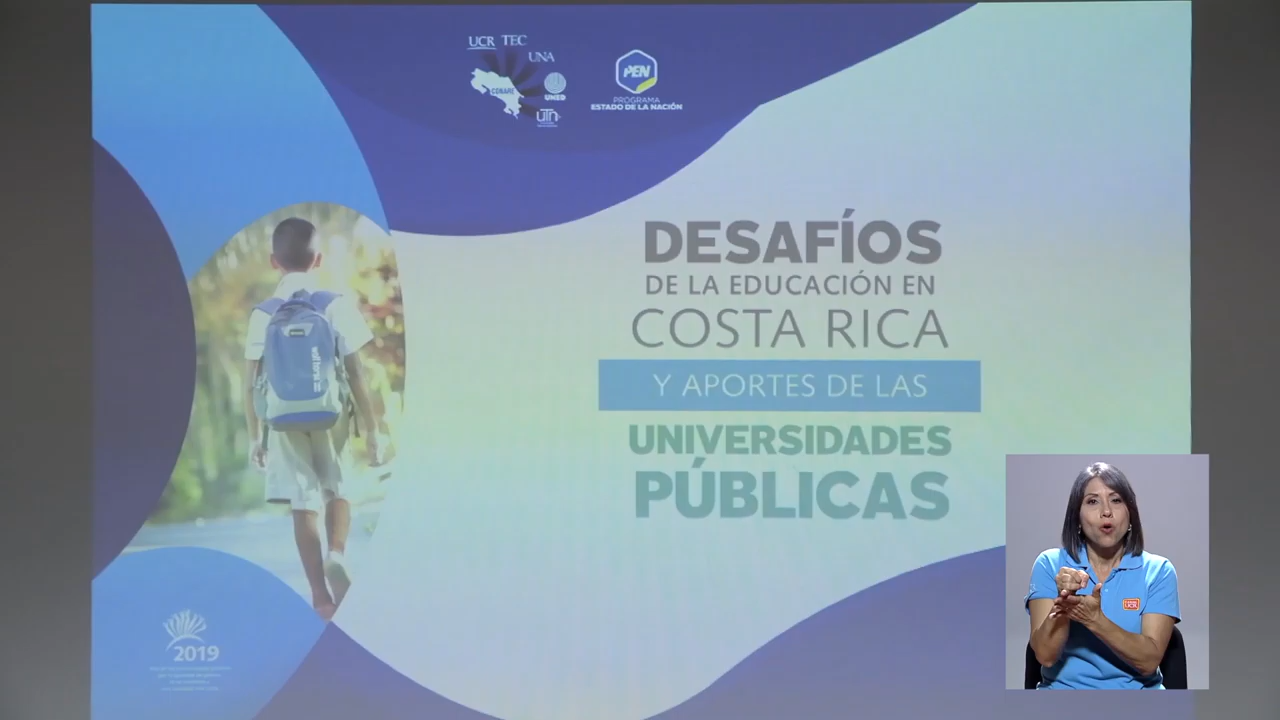 UCR TEC
UNA
CONARE
UNED
UTN
PEN
PROGRAMA
ESTADO DE LA NACIÓN
DESAFÍOS
DE LA EDUCACIÓN EN
COSTA RICA
Y APORTES DE LAS
UNIVERSIDADES
PÚBLICAS
2019
UCR